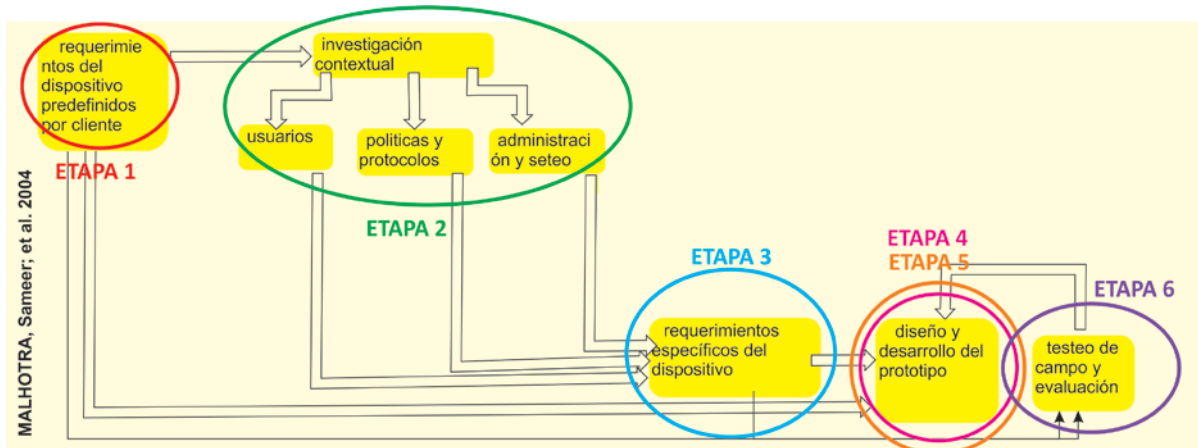 requerimie
ntos del
dispositivo
predefinidos
por cliente
ETAPA 1
investigación
contextual
usuarios
politicas y
protocolos
administraci
ón y seteo
ETAPA 2
MALHOTRA, Sameer; et al. 2004
ETAPA 3
requerimientos
específicos del
dispositivo
ETAPA 4
ETAPA 5
diseño y
desarrollo del
prototipo
ETAPA 6
testeo de
campo y
evaluación